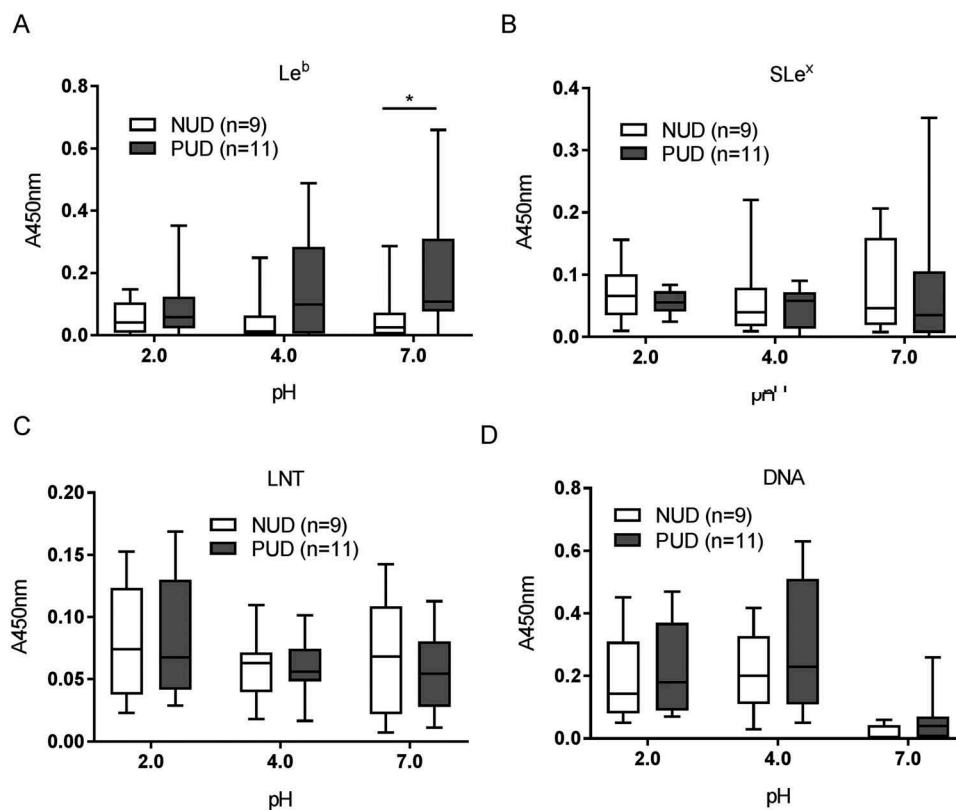 A
Le^b
0.8
0.6
0.4
0.2
0.0
A450nm
NUD (n=9)
PUD (n=11)
*
2.0 4.0 7.0
pH
B
SLe^x
0.4
0.3
0.2
0.1
0.0
A450nm
NUD (n=9)
PUD (n=11)
2.0 4.0 7.0
C
LNT
0.20
0.15
0.10
0.05
0.00
A450nm
NUD (n=9)
PUD (n=11)
2.0 4.0 7.0
pH
D
DNA
0.8
0.6
0.4
0.2
0.0
A450nm
NUD (n=9)
PUD (n=11)
2.0 4.0 7.0
pH